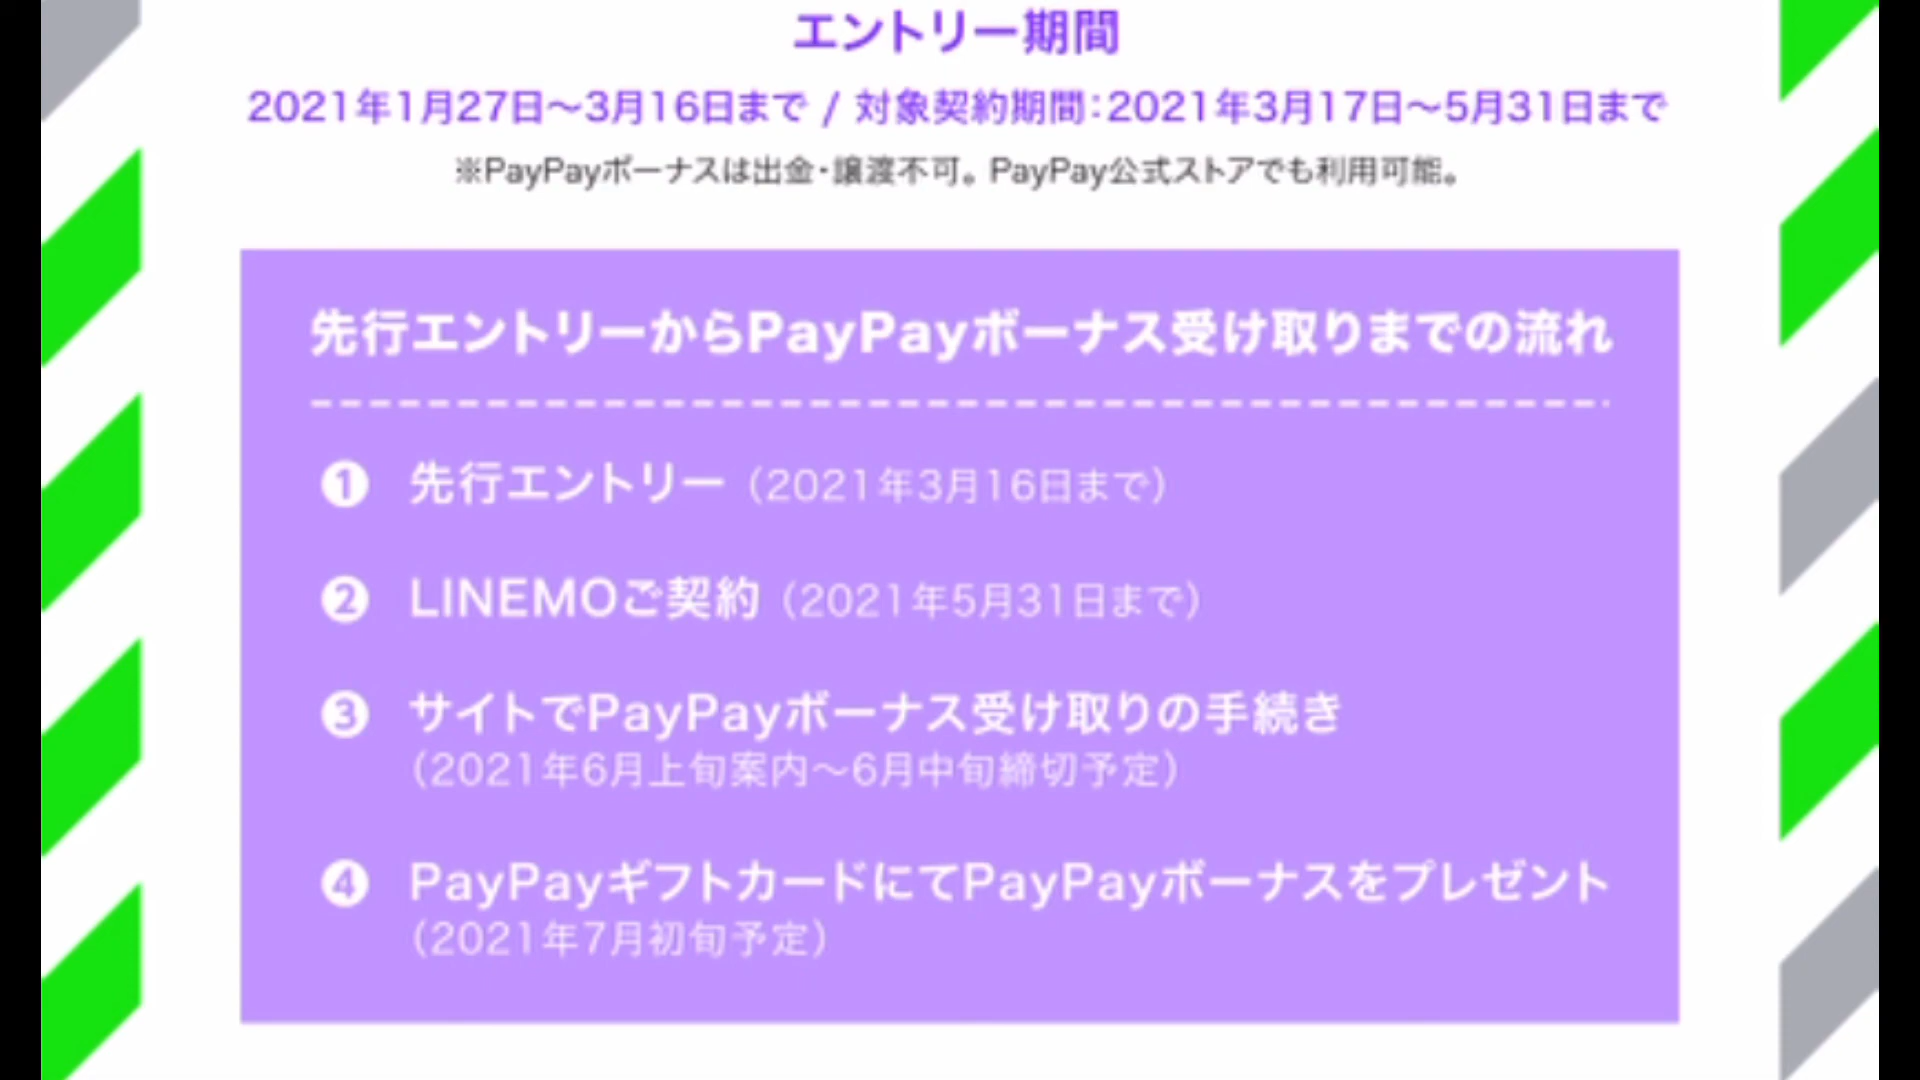 エントリー期間
2021年1月27日〜3月16日まで / 対象契約期間:2021年3月17日〜5月31日まで
※PayPayボーナスは出金・譲渡不可。PayPay公式ストアでも利用可能。
先行エントリーからPayPayボーナス受け取りまでの流れ
❶ 先行エントリー（2021年3月16日まで）
❷ LINEMOご契約（2021年5月31日まで）
❸ サイトでPayPayボーナス受け取りの手続き
（2021年6月上旬案内〜6月中旬締切予定）
❹ PayPayギフトカードにてPayPayボーナスをプレゼント
（2021年7月初旬予定）